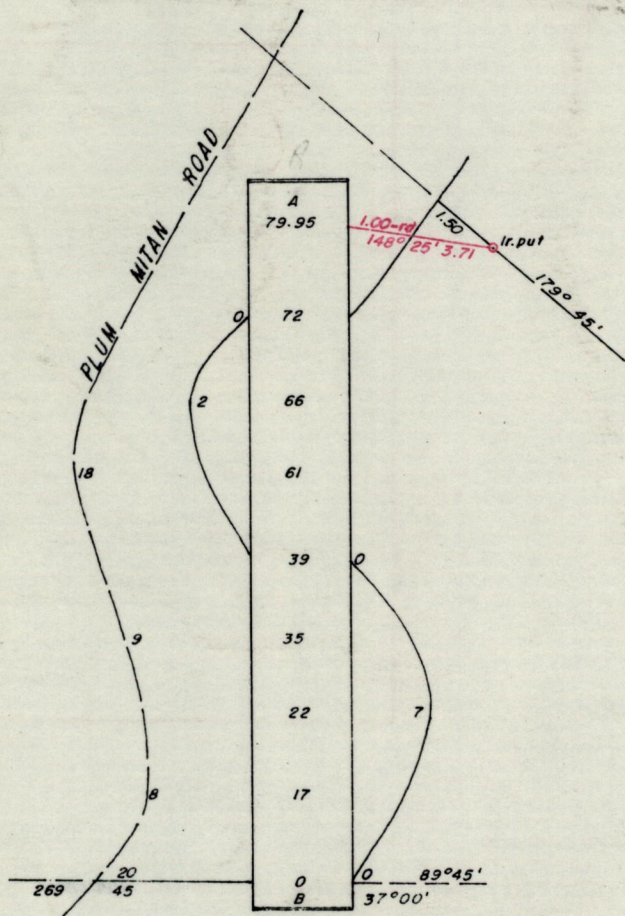 R
PLUM MITAN ROAD
A
79.95
1.00-rd
148° 25' 3.71
1.50
Ir.put
179° 45'
0 72
2 66
18 61
39 0
9 35
22 7
8 17
269 20 45 0 0 89°45' 37°00'
B